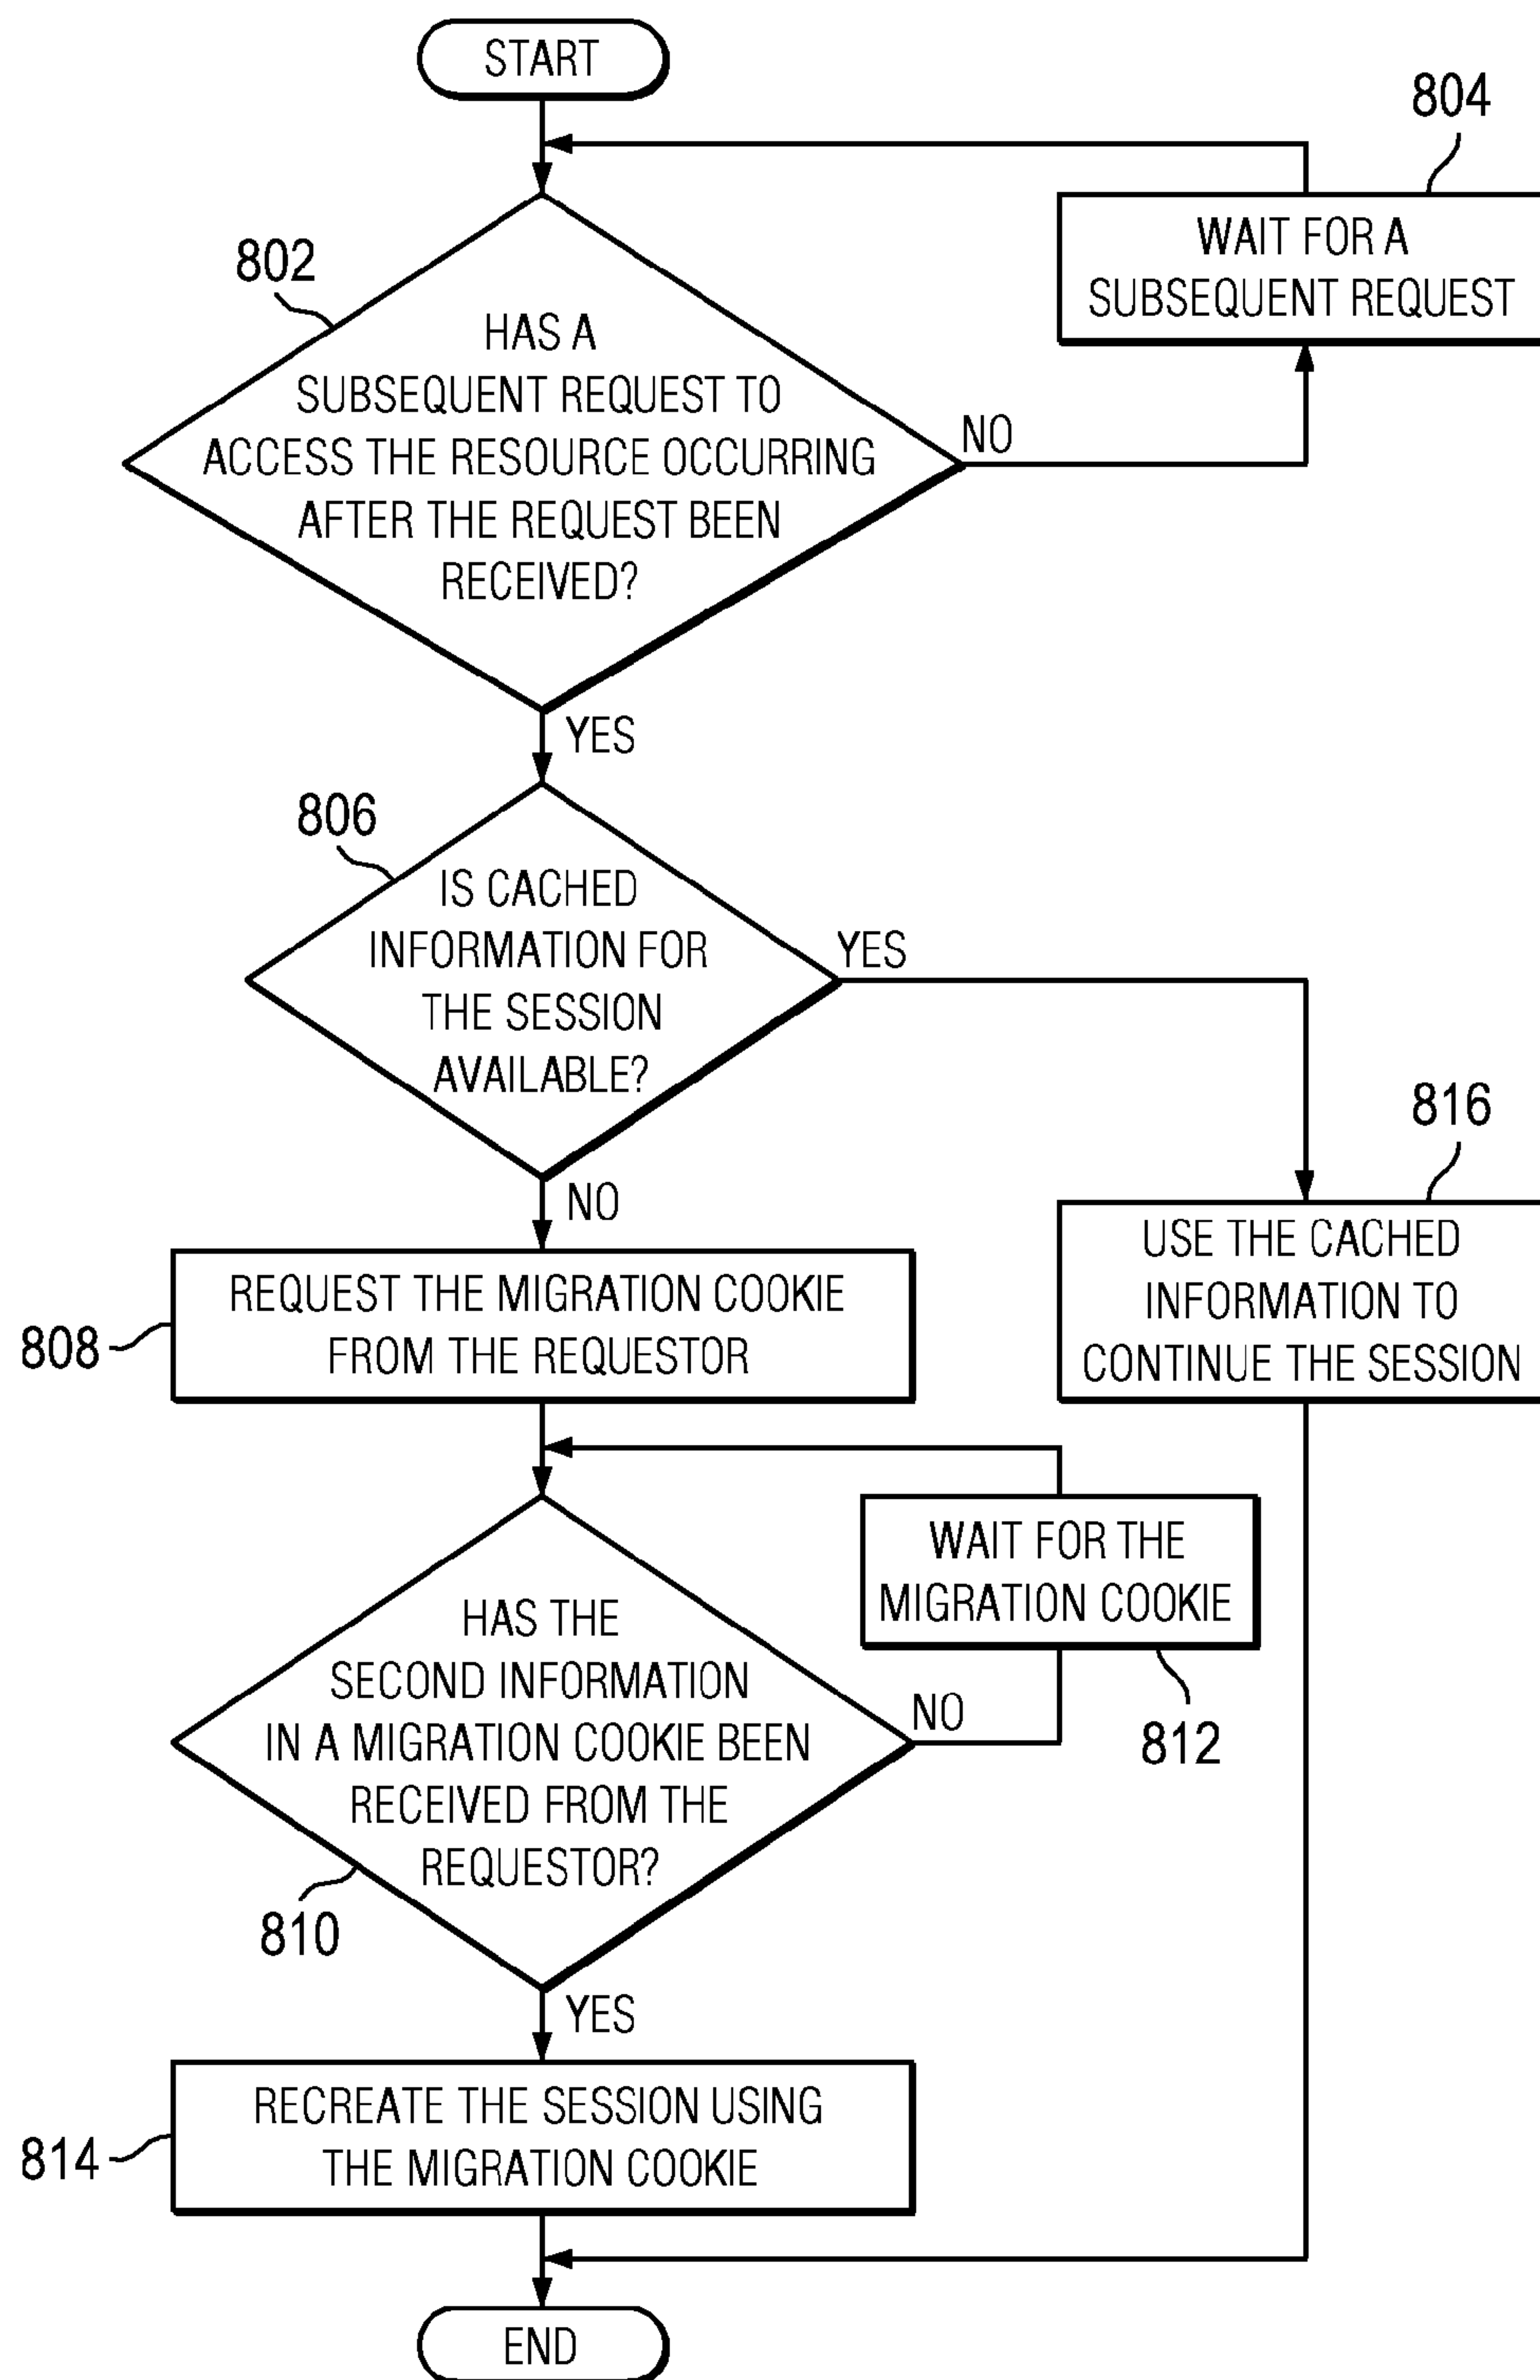 START
804
WAIT FOR A
SUBSEQUENT REQUEST
802
HAS A
SUBSEQUENT REQUEST TO
ACCESS THE RESOURCE OCCURRING
AFTER THE REQUEST BEEN
RECEIVED?
NO
YES
806
IS CACHED
INFORMATION FOR
THE SESSION
AVAILABLE?
YES
NO
816
USE THE CACHED
INFORMATION TO
CONTINUE THE SESSION
808
REQUEST THE MIGRATION COOKIE
FROM THE REQUESTOR
WAIT FOR THE
MIGRATION COOKIE
812
HAS THE
SECOND INFORMATION
IN A MIGRATION COOKIE BEEN
RECEIVED FROM THE
REQUESTOR?
NO
810
YES
814
RECREATE THE SESSION USING
THE MIGRATION COOKIE
END